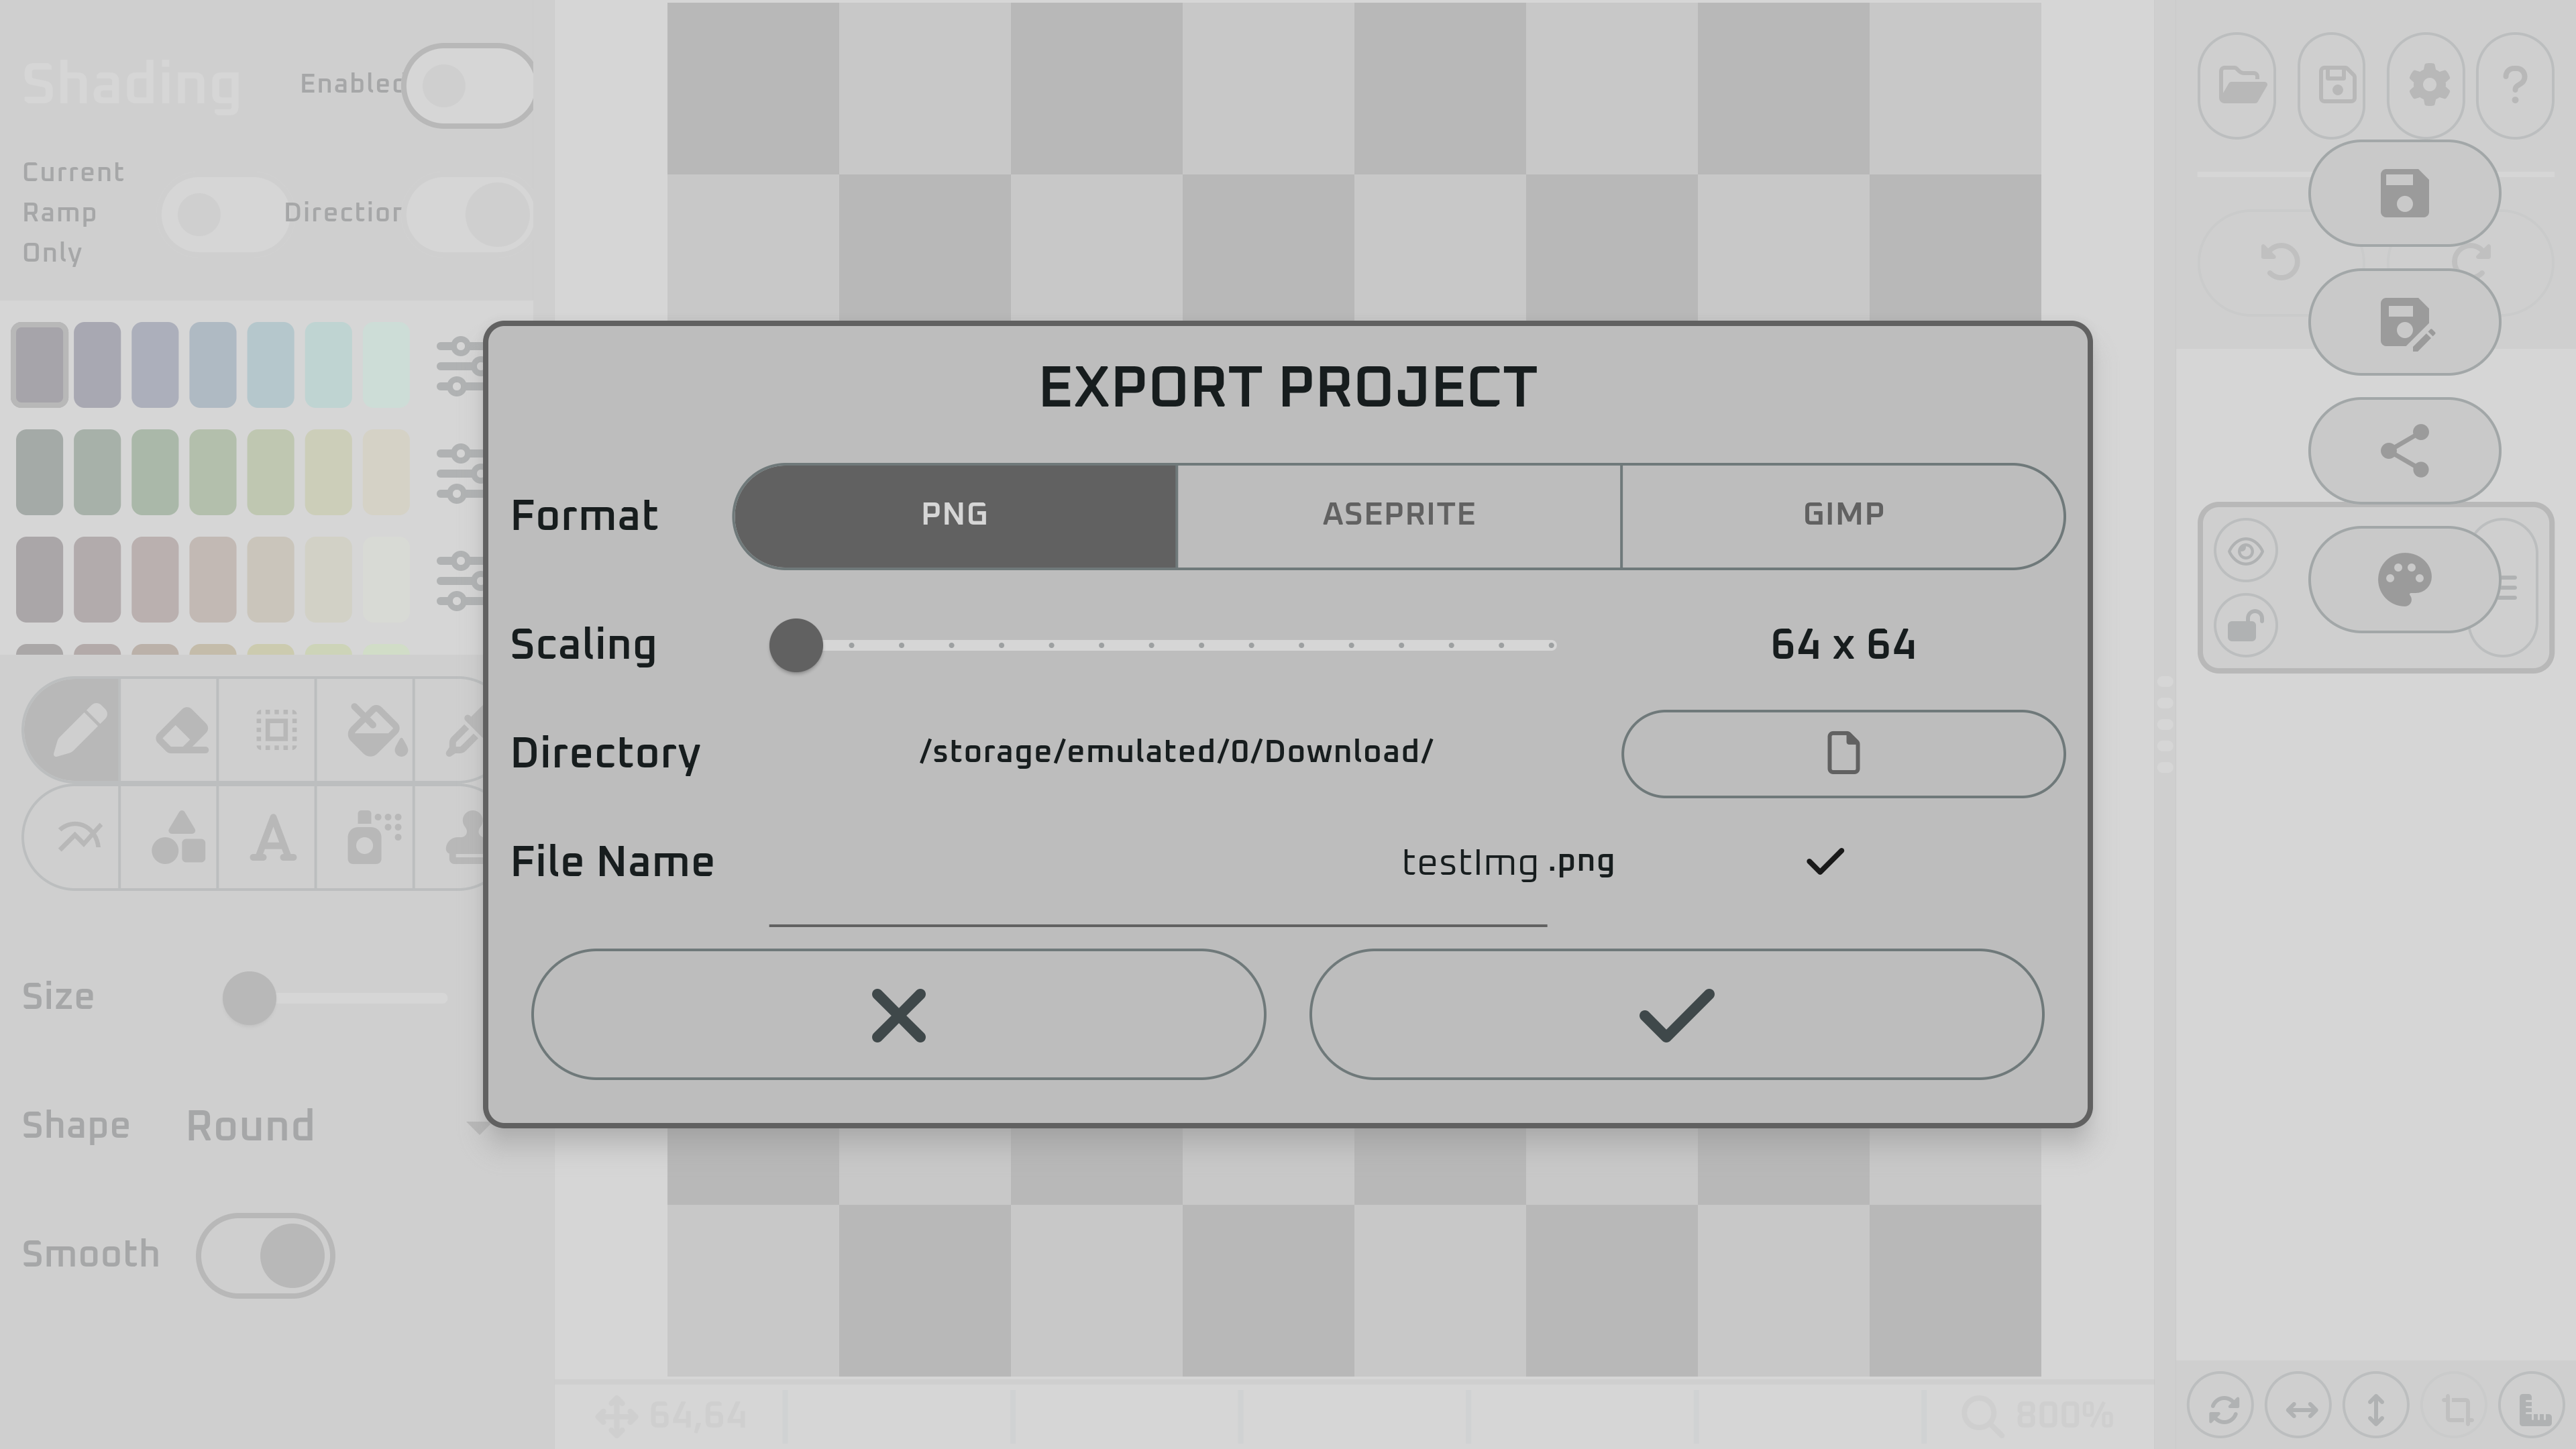 Shading
Enabled
Current
Ramp
Only
Direction
EXPORT PROJECT
Format
PNG
ASEPRITE
GIMP
Scaling
64 x 64
Directory
/storage/emulated/0/Download/
File Name
testImg .png
Size
Shape
Round
Smooth
64,64
800%